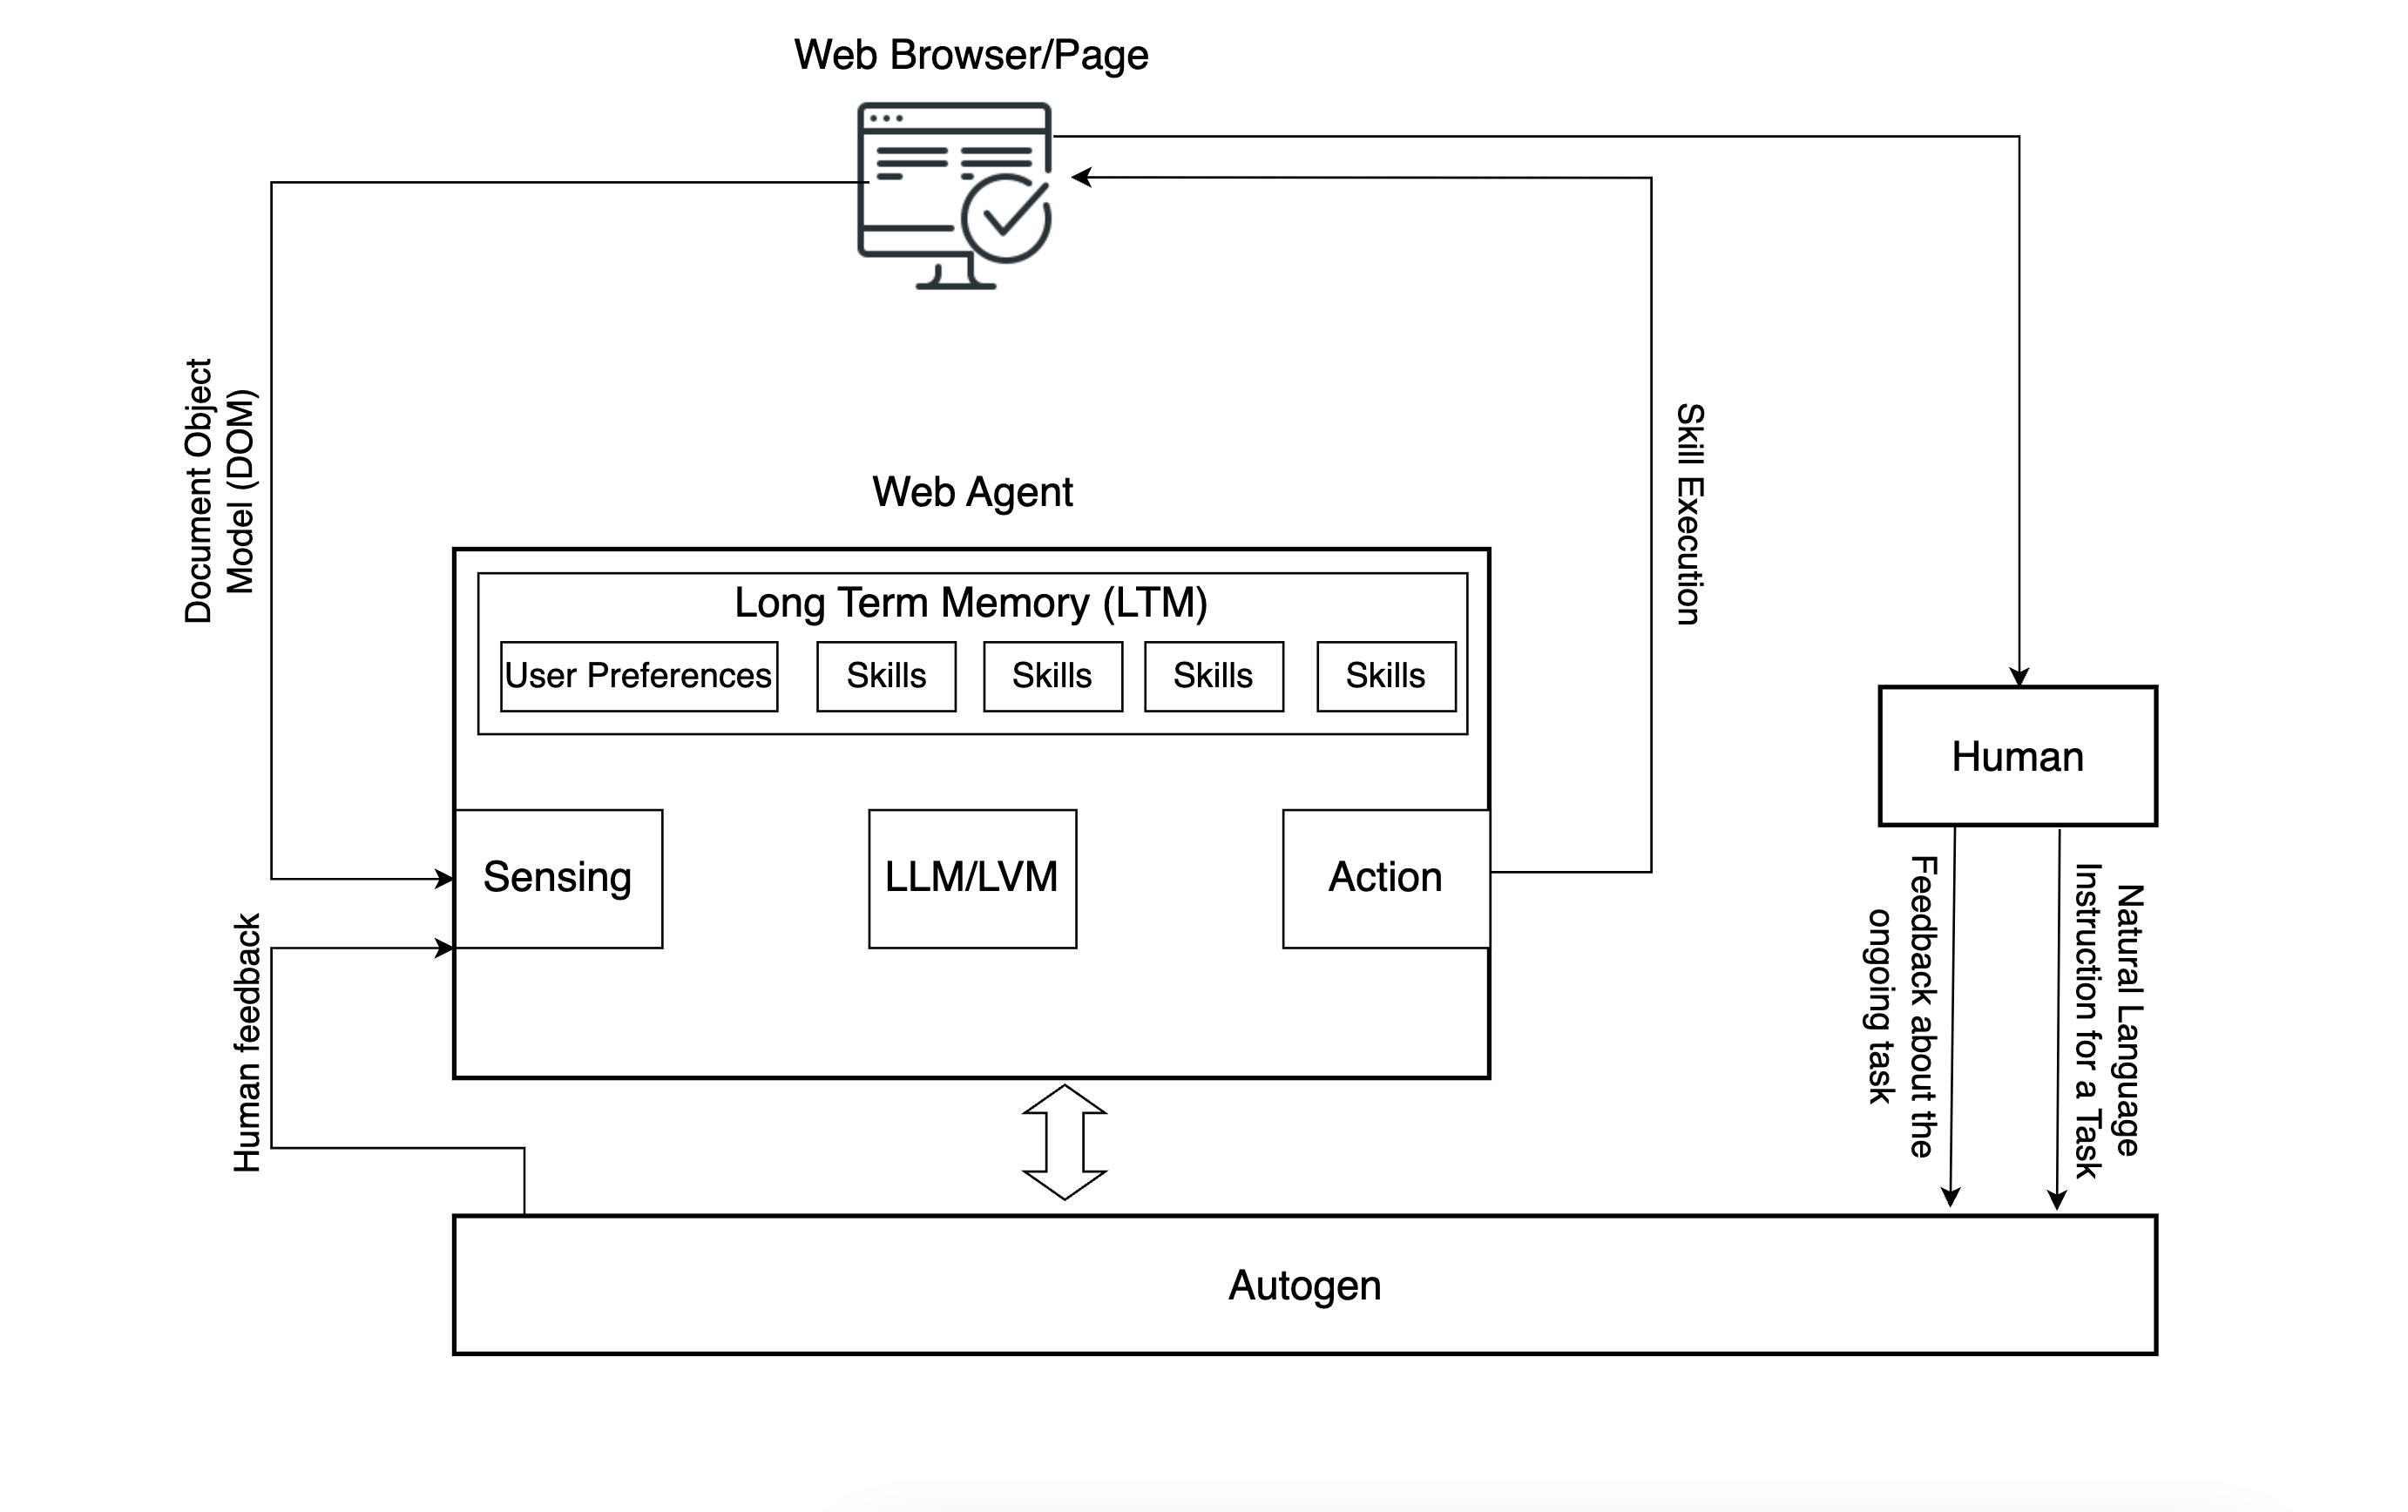 Web Browser/Page
Document Object
Model (DOM)
Skill Execution
Web Agent
Long Term Memory (LTM)
User Preferences
Skills
Skills
Skills
Skills
Sensing
LLM/LVM
Action
Human
Human feedback
Feedback about the
ongoing task
Natural Language
Instruction for a Task
Autogen